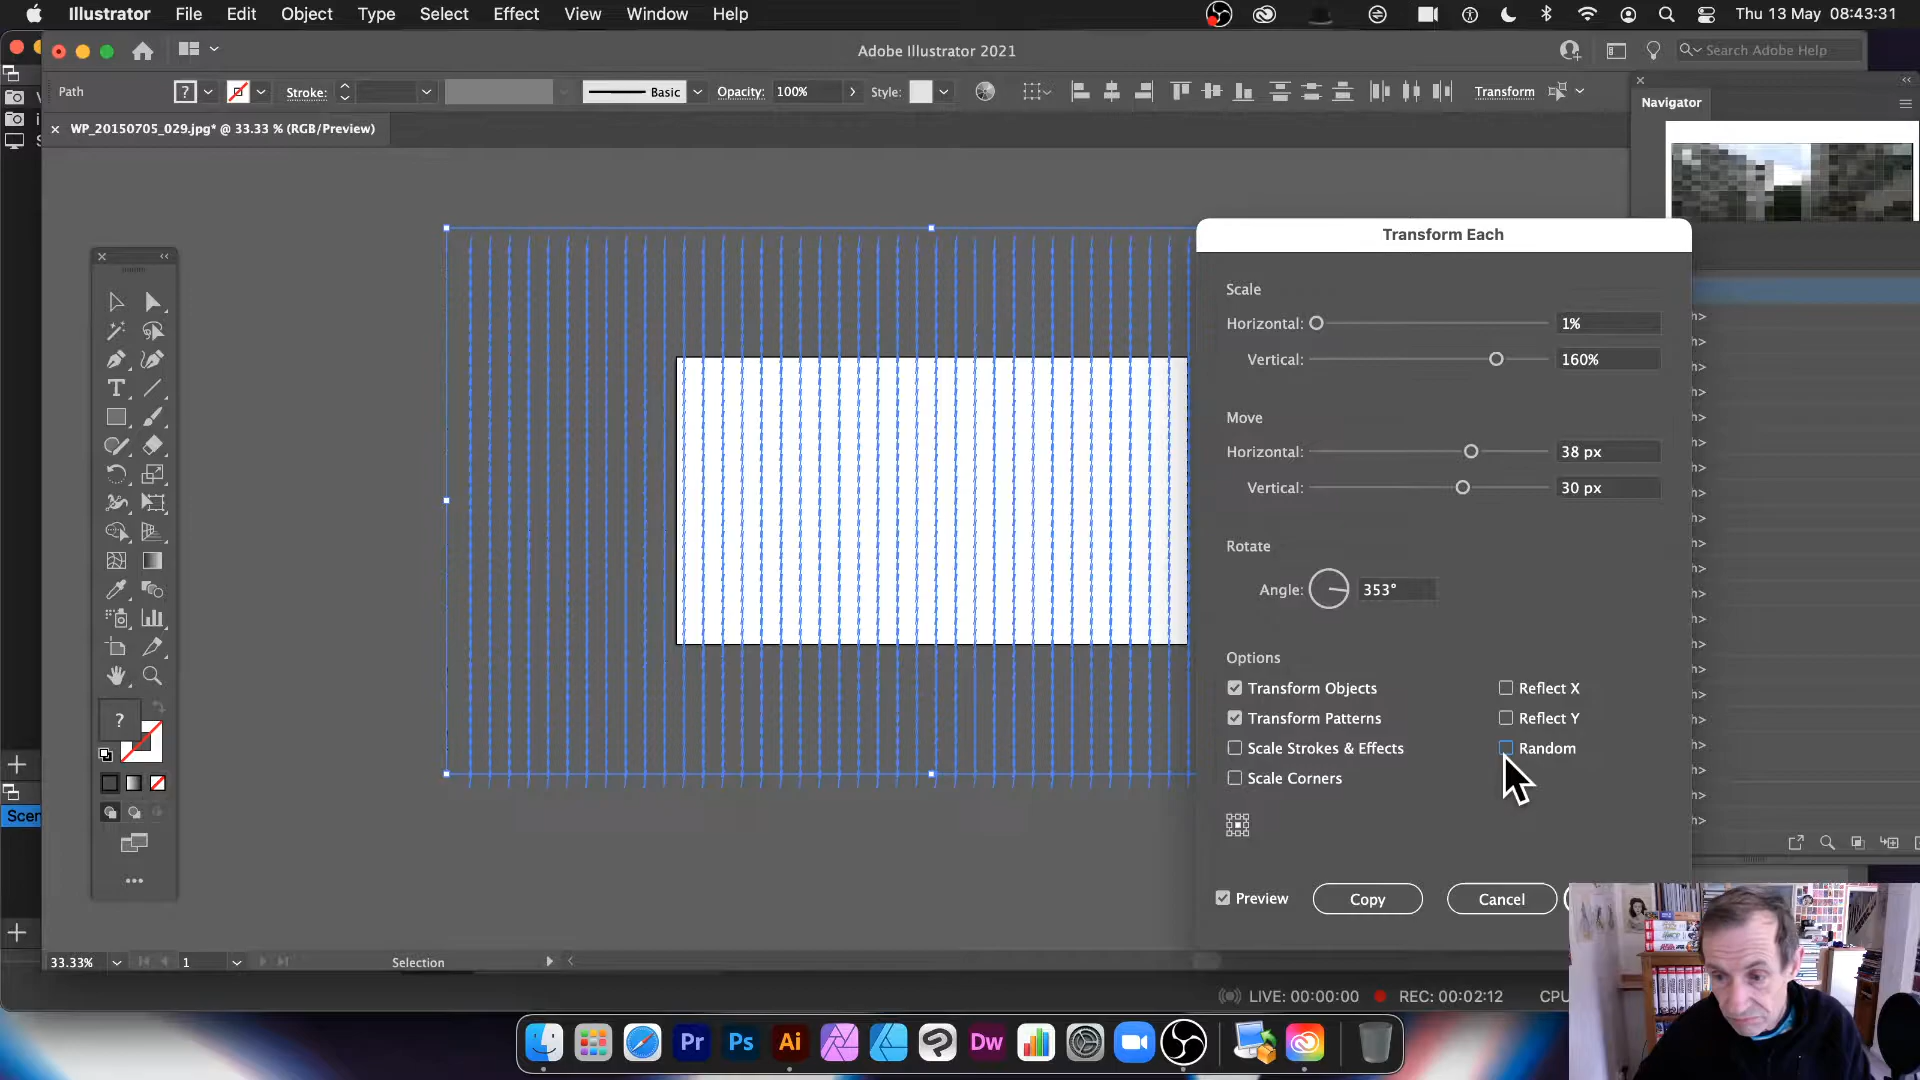 Illustrator File Edit Object Type Select Effect View Window Help
Thu 13 May 08:43:31
Adobe Illustrator 2021
Search Adobe Help
Path
?
Stroke:
Basic
Opacity: 100%
Style:
Transform
Navigator
× WP_20150705_029.jpg* @ 33.33 % (RGB/Preview)
Transform Each
Scale
Horizontal: 1%
Vertical: 160%
Move
Horizontal: 38 px
Vertical: 30 px
Rotate
Angle: 353°
Options
Transform Objects
Reflect X
Transform Patterns
Reflect Y
Scale Strokes & Effects
Random
Scale Corners
Preview
Copy
Cancel
?
Scen
33.33%
1
Selection
LIVE: 00:00:00
REC: 00:02:12
CPU
Pr
Ps
Ai
Dw